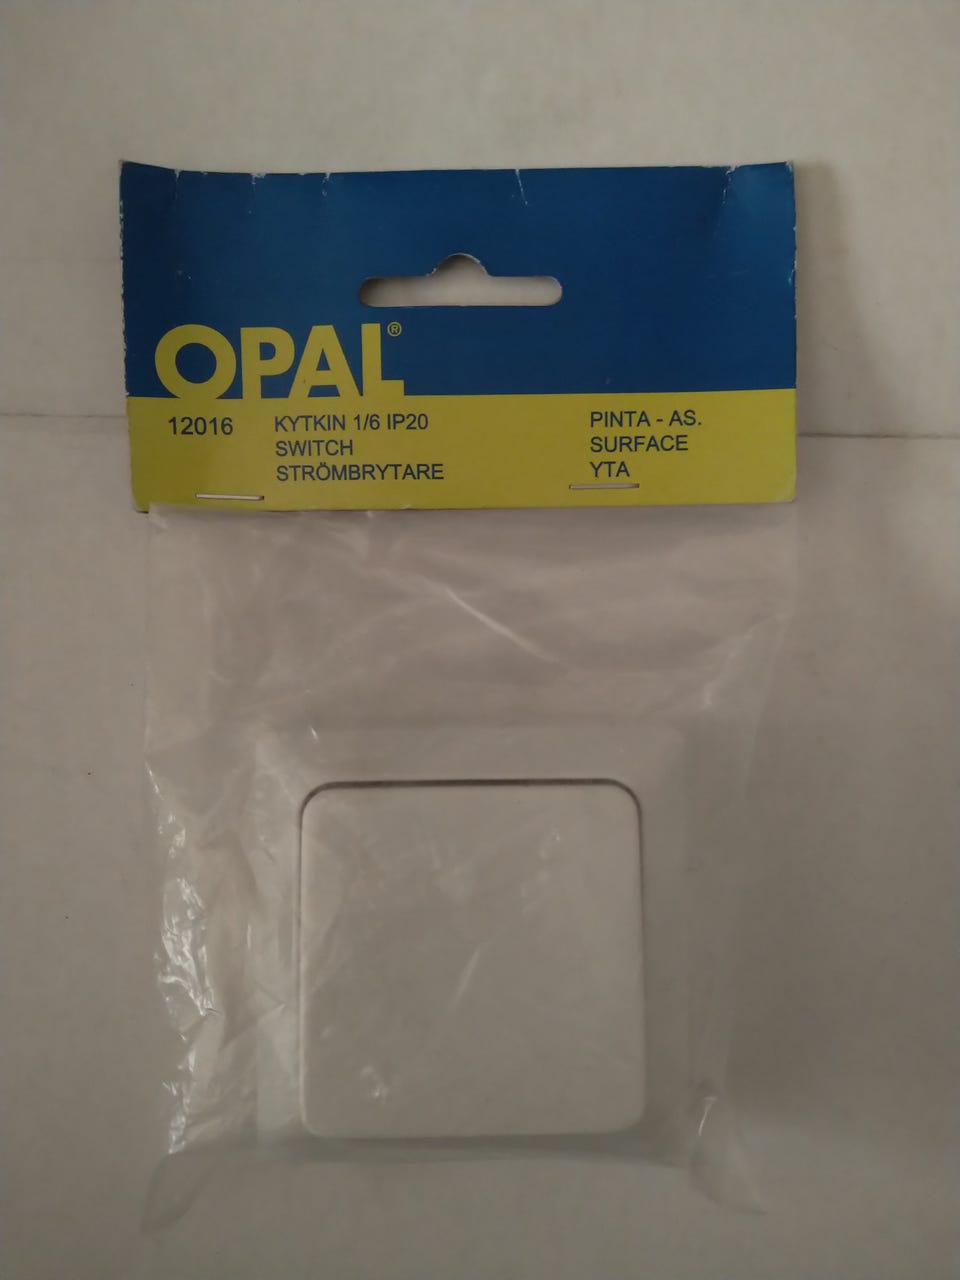 OPAL®
12016 KYTKIN 1/6 IP20 PINTA - AS.
SWITCH SURFACE
STRÖMBRYTARE YTA